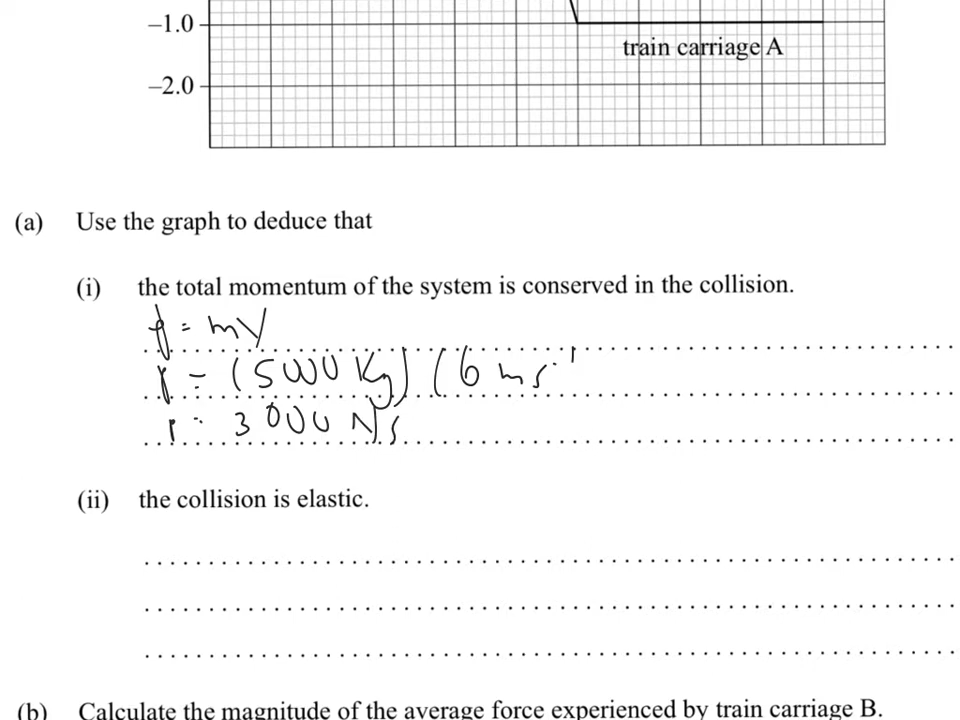 −1.0
train carriage A
−2.0
(a) Use the graph to deduce that
(i) the total momentum of the system is conserved in the collision.
p = mv
p = (5000 Kg) (6 ms⁻¹
p = 3000 Ns
(ii) the collision is elastic.
(b) Calculate the magnitude of the average force experienced by train carriage B.